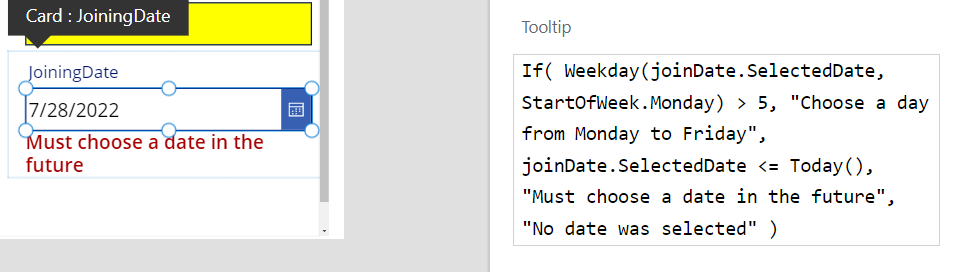 Card : JoiningDate
JoiningDate
7/28/2022
Must choose a date in the
future
Tooltip
If( Weekday(joinDate.SelectedDate,
StartOfWeek.Monday) > 5, "Choose a day
from Monday to Friday",
joinDate.SelectedDate <= Today(),
"Must choose a date in the future",
"No date was selected" )